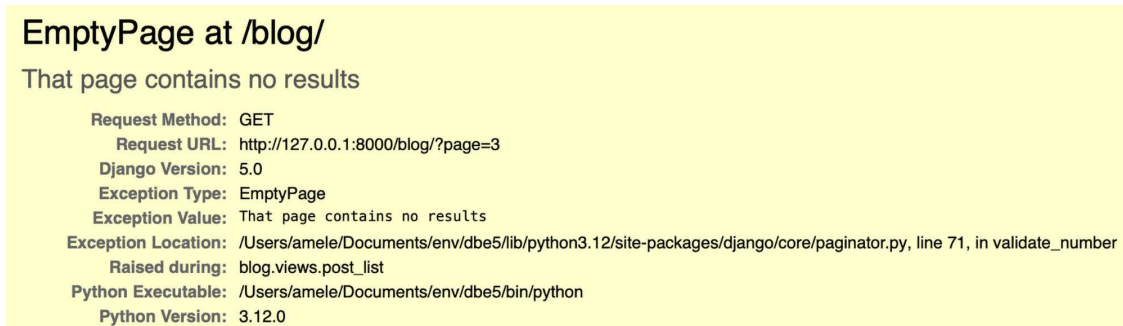 EmptyPage at /blog/
That page contains no results
Request Method: GET
Request URL: http://127.0.0.1:8000/blog/?page=3
Django Version: 5.0
Exception Type: EmptyPage
Exception Value: That page contains no results
Exception Location: /Users/amele/Documents/env/dbe5/lib/python3.12/site-packages/django/core/paginator.py, line 71, in validate_number
Raised during: blog.views.post_list
Python Executable: /Users/amele/Documents/env/dbe5/bin/python
Python Version: 3.12.0